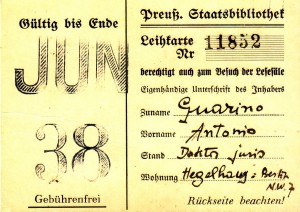 Gültig bis Ende
JUN
38
Gebührenfrei
Preuß. Staatsbibliothek
Leihkarte
Nr 11852
berechtigt auch zum Besuch der Lesesäle
Eigenhändige Unterschrift des Inhabers
Zuname Guarino
Vorname Antonio
Stand Doktor juris
Wohnung Hegelhaus, Berlin
N.W. 7
Rückseite beachten!